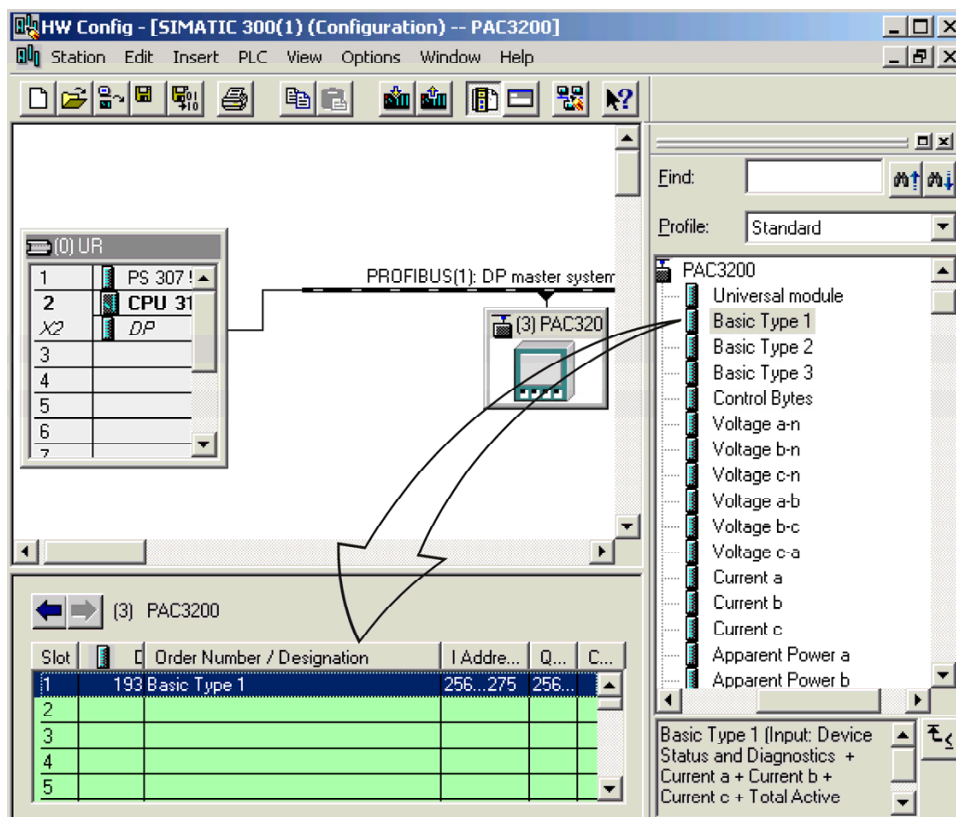 HW Config - [SIMATIC 300(1) (Configuration) -- PAC3200]
Station Edit Insert PLC View Options Window Help
Find:
Profile: Standard
(0) UR
1 PS 307
2 CPU 31
X2 DP
3
4
5
6
7
PROFIBUS(1): DP master system
(3) PAC320
PAC3200
Universal module
Basic Type 1
Basic Type 2
Basic Type 3
Control Bytes
Voltage a-n
Voltage b-n
Voltage c-n
Voltage a-b
Voltage b-c
Voltage c-a
Current a
Current b
Current c
Apparent Power a
Apparent Power b
(3) PAC3200
Slot D Order Number / Designation I Addre... Q... C...
1 193 Basic Type 1 256...275 256...
2
3
4
5
Basic Type 1 (Input: Device
Status and Diagnostics +
Current a + Current b +
Current c + Total Active